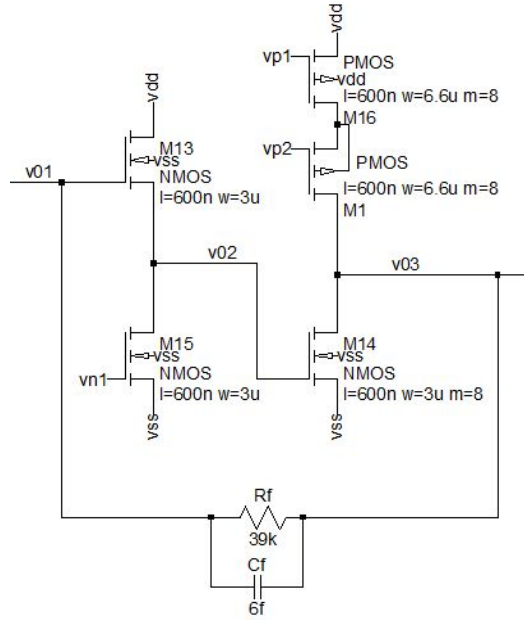 vdd
vp1
PMOS
vdd
l=600n w=6.6u m=8
M16
vdd
M13
vss
NMOS
l=600n w=3u
v01
vp2
PMOS
l=600n w=6.6u m=8
M1
v02
v03
M15
vss
NMOS
l=600n w=3u
vn1
vss
M14
vss
NMOS
l=600n w=3u m=8
vss
Rf
39k
Cf
6f